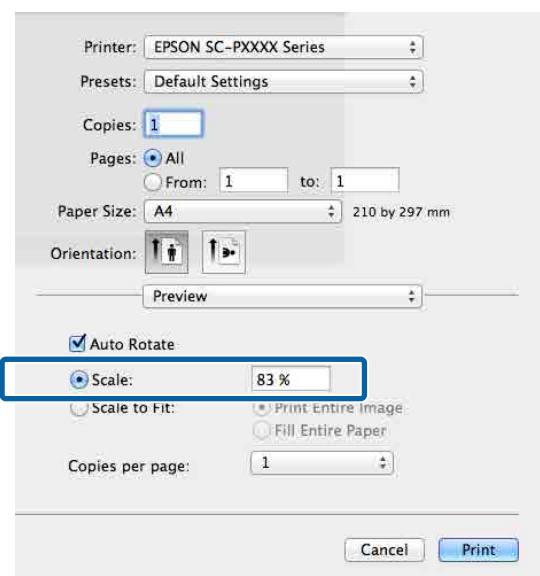 Printer: EPSON SC-PXXXX Series
Presets: Default Settings
Copies: 1
Pages: All
From: 1 to: 1
Paper Size: A4 210 by 297 mm
Orientation:
Preview
Auto Rotate
Scale: 83 %
Scale to Fit: Print Entire Image
Fill Entire Paper
Copies per page: 1
Cancel Print